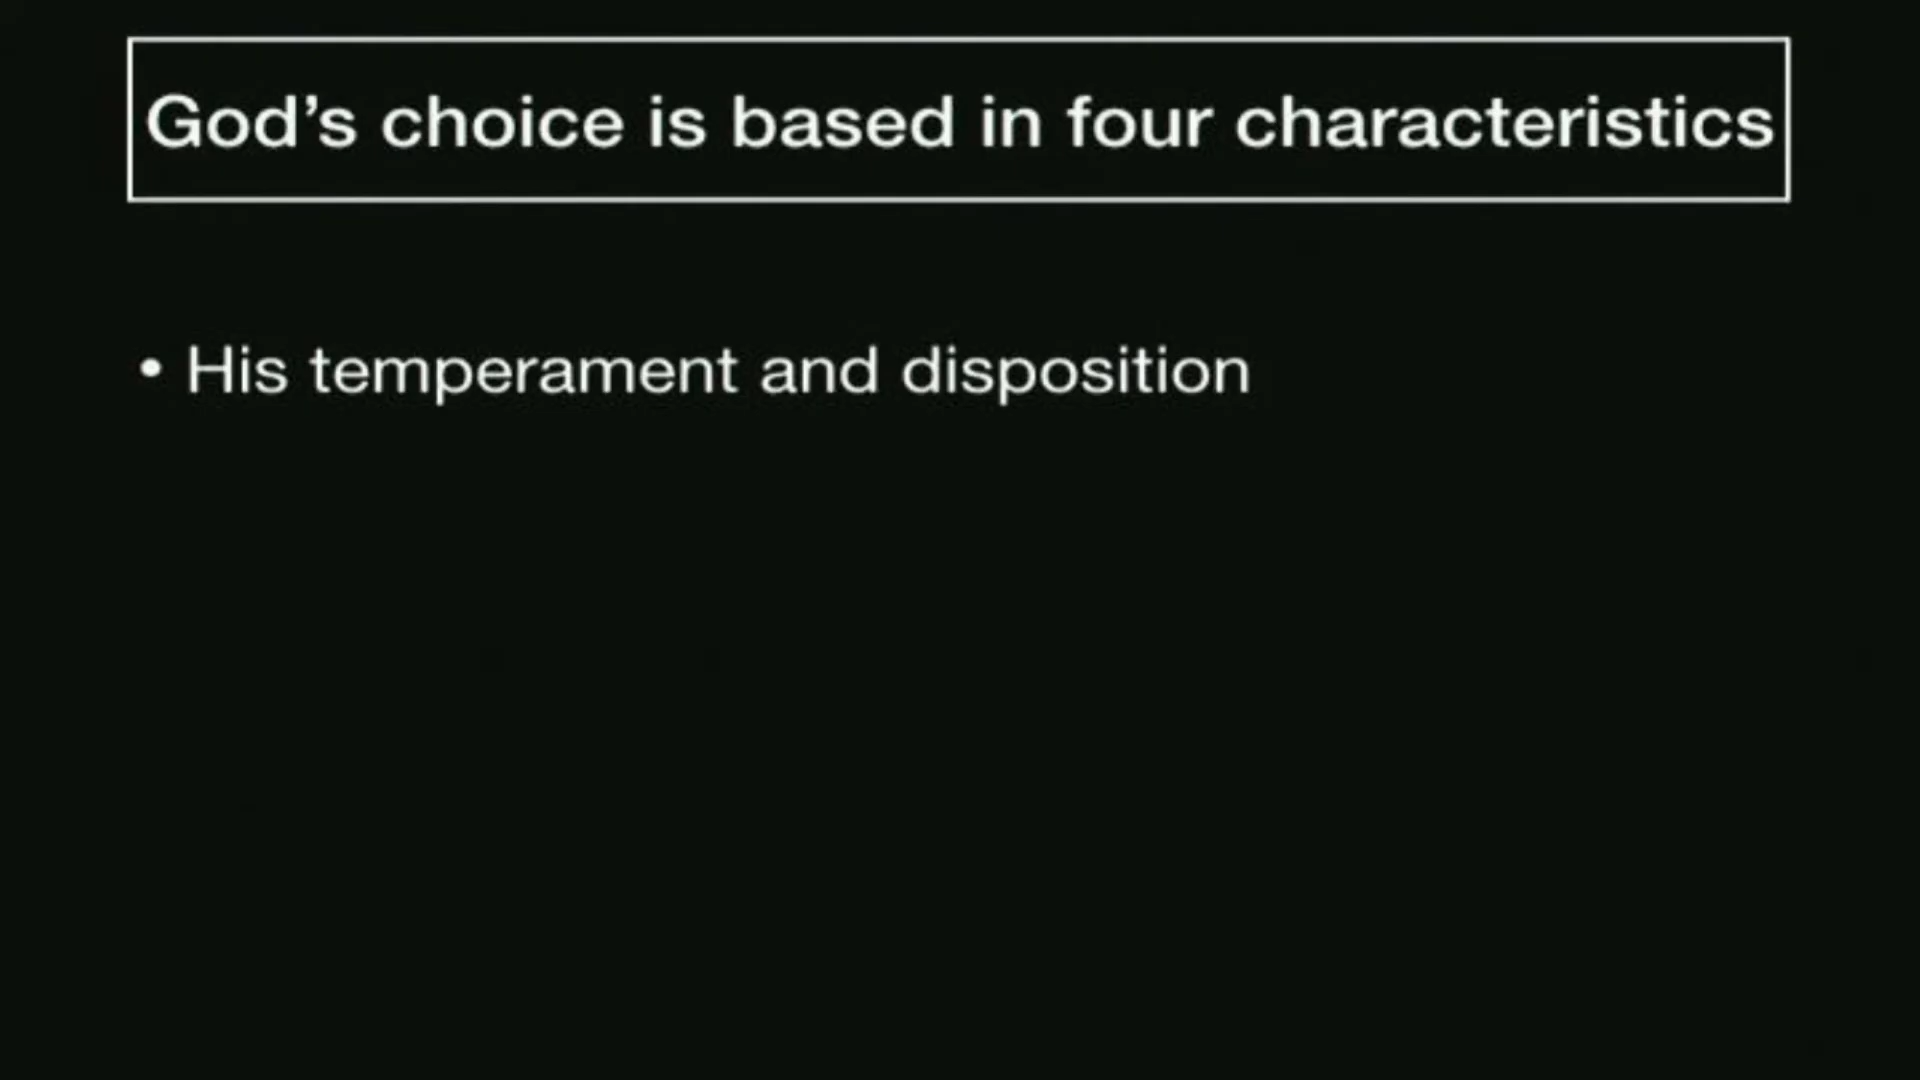 God’s choice is based in four characteristics
• His temperament and disposition